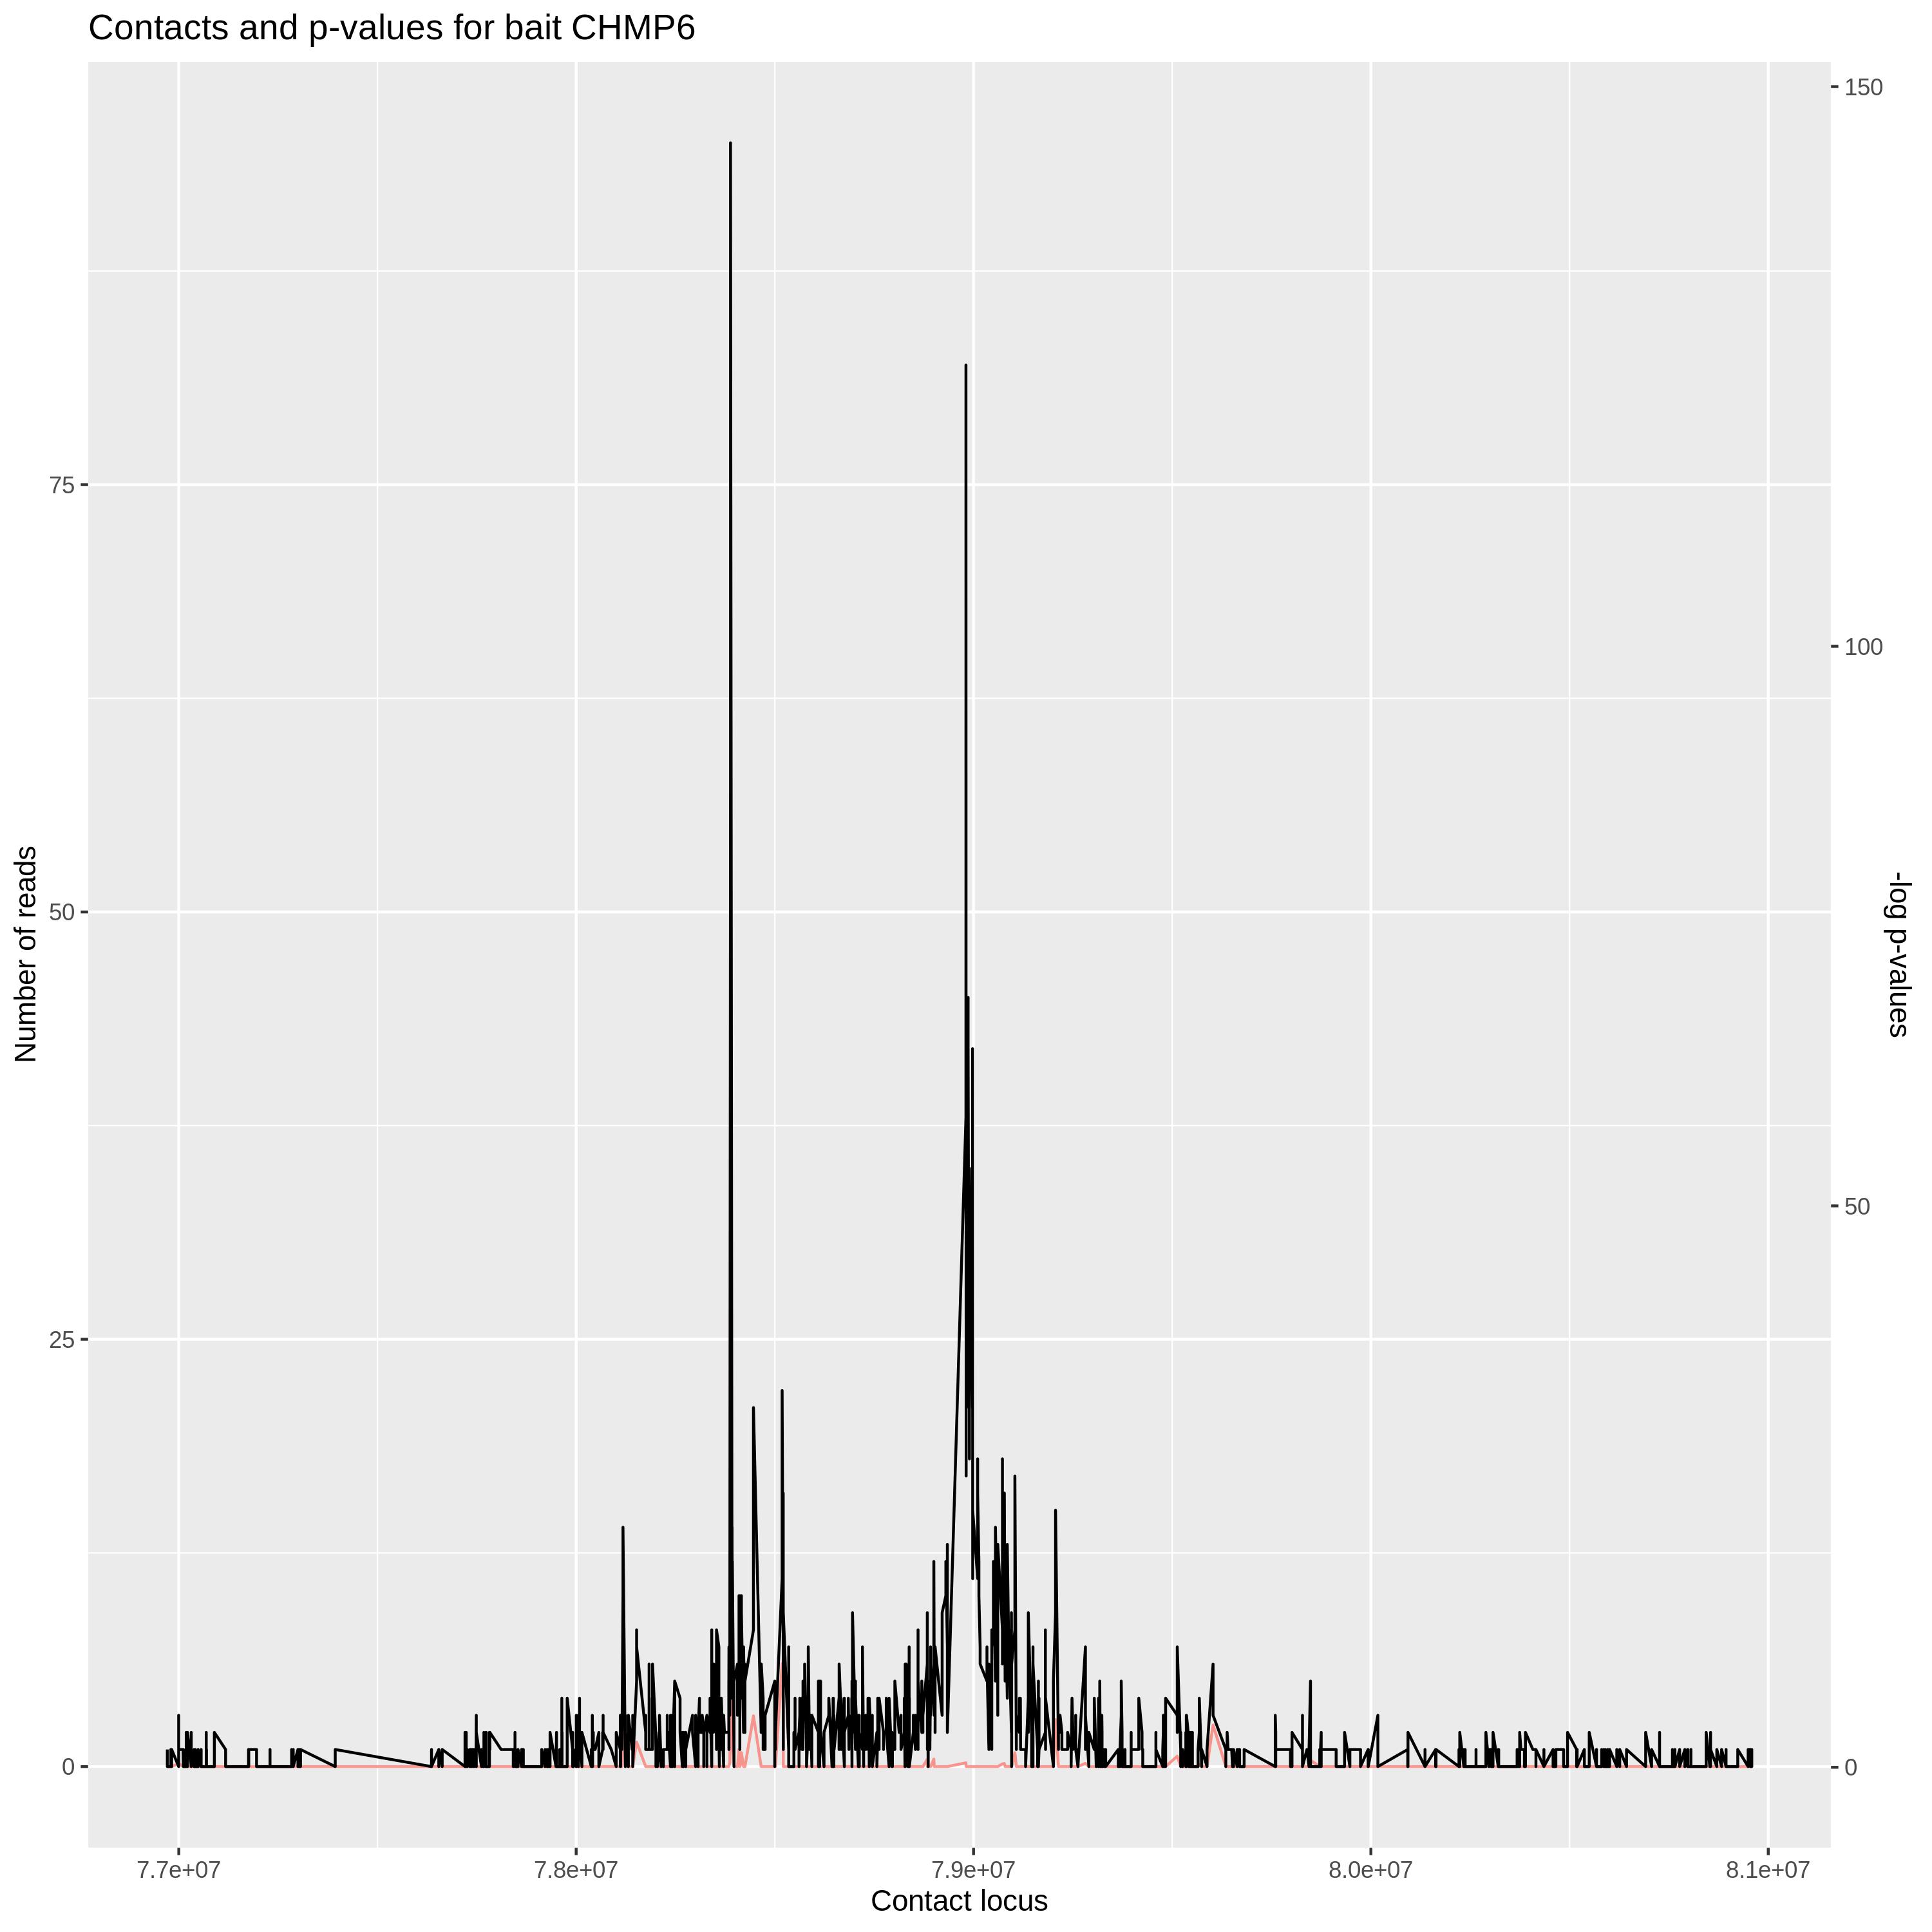 Contacts and p-values for bait CHMP6
150
75
100
50
50
25
0
0
Number of reads
-log p-values
7.7e+07 7.8e+07 7.9e+07 8.0e+07 8.1e+07
Contact locus